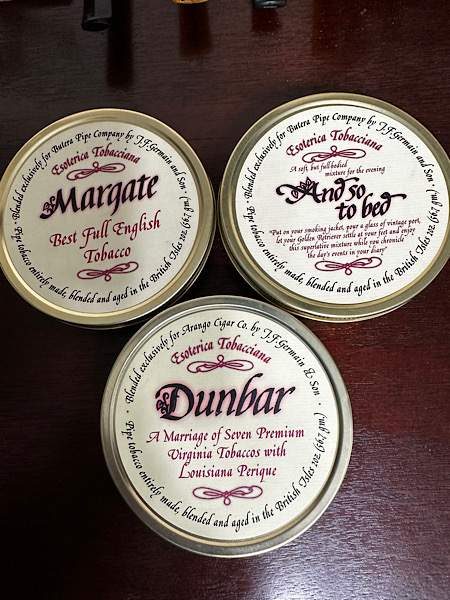 Blended exclusively for Butera Pipe Company by J.F.Germain and Son
Esoterica Tobacciana
Margate
Best Full English
Tobacco
Pipe tobacco entirely made, blended and aged in the British Isles 2oz (56,7 gm)
Blended exclusively for Butera Pipe Company by J.F.Germain and Son
Esoterica Tobacciana
A soft, but full bodied
mixture for the evening
And so
to bed
"Put on your smoking jacket, pour a glass of vintage port,
let your Golden Retriever settle at your feet and enjoy
this superlative mixture while you chronicle
the day's events in your diary"
Pipe tobacco entirely made, blended and aged in the British Isles 2oz (56,7 gm)
Blended exclusively for Arango Cigar Co. by J.F.Germain & Son
Esoterica Tobacciana
Dunbar
A Marriage of Seven Premium
Virginia Tobaccos with
Louisiana Perique
Pipe tobacco entirely made, blended and aged in the British Isles 2oz (56,7 gm)